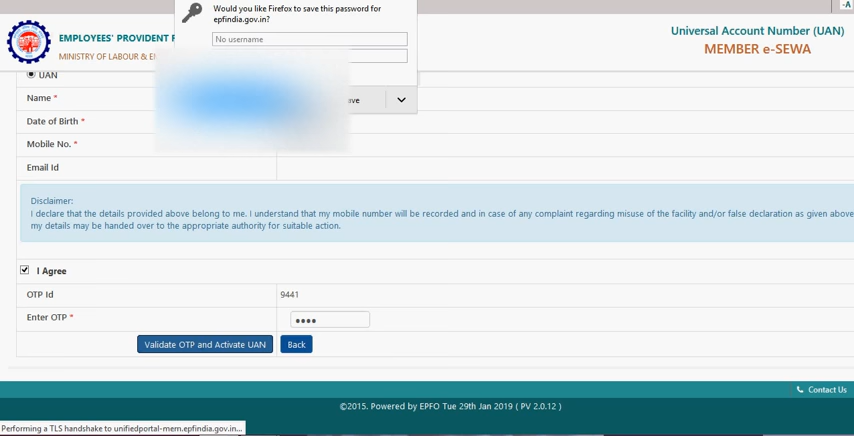 -A
Would you like Firefox to save this password for
epfindia.gov.in?
No username
EMPLOYEES' PROVIDENT
MINISTRY OF LABOUR &
Universal Account Number (UAN)
MEMBER e-SEWA
UAN
Name *
Date of Birth *
Mobile No. *
Email Id
Disclaimer:
I declare that the details provided above belong to me. I understand that my mobile number will be recorded and in case of any complaint regarding misuse of the facility and/or false declaration as given above
my details may be handed over to the appropriate authority for suitable action.
I Agree
OTP Id 9441
Enter OTP *
Validate OTP and Activate UAN Back
Contact Us
©2015. Powered by EPFO Tue 29th Jan 2019 ( PV 2.0.12 )
Performing a TLS handshake to unifiedportal-mem.epfindia.gov.in...